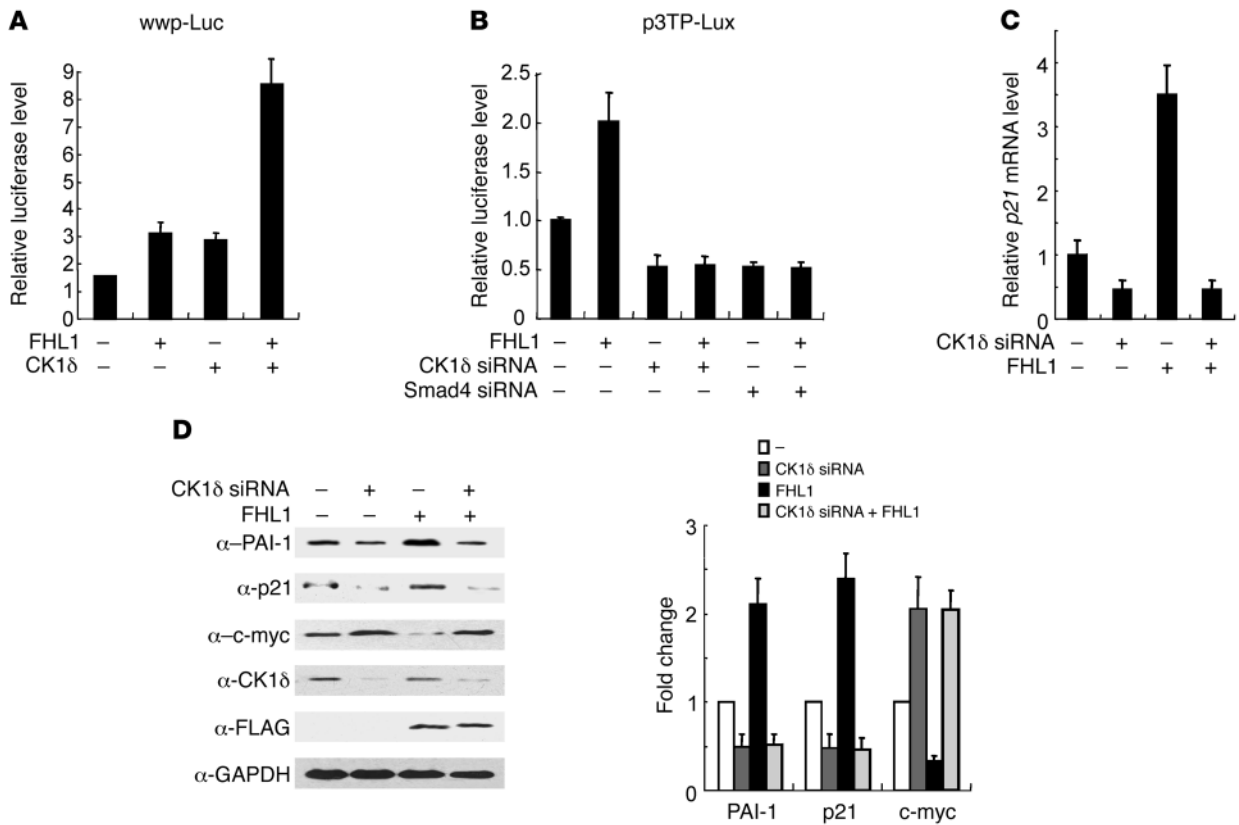 A
wwp-Luc
Relative luciferase level
9
8
7
6
5
4
3
2
1
0
FHL1 – + – +
CK1δ – – + +
B
p3TP-Lux
Relative luciferase level
2.5
2.0
1.5
1.0
0.5
0
FHL1 – + – + – +
CK1δ siRNA – – + + – –
Smad4 siRNA – – – – + +
C
Relative p21 mRNA level
4
3
2
1
0
CK1δ siRNA – + – +
FHL1 – – + +
D
CK1δ siRNA – + – +
FHL1 – – + +
α–PAI-1
α-p21
α–c-myc
α-CK1δ
α-FLAG
α-GAPDH
–
CK1δ siRNA
FHL1
CK1δ siRNA + FHL1
Fold change
3
2
1
0
PAI-1 p21 c-myc